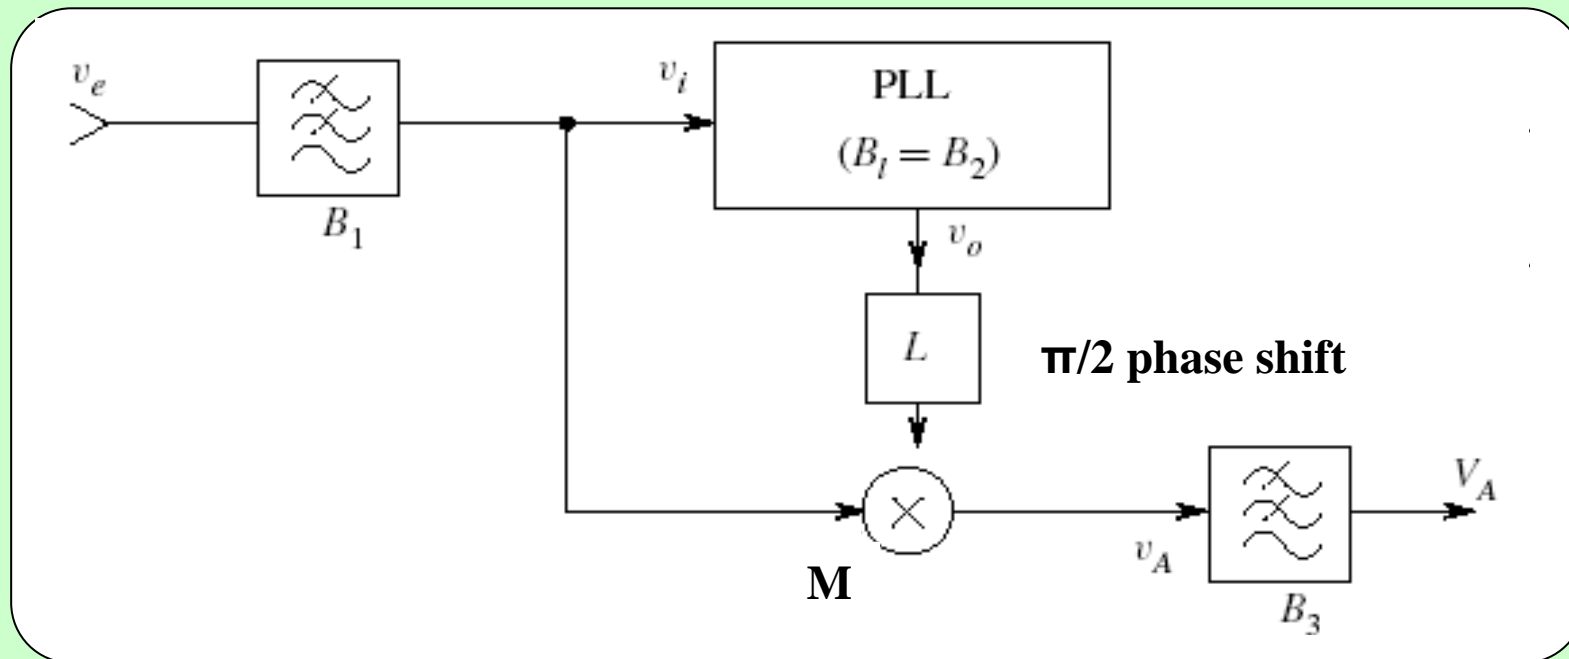 v_e
v_i
PLL
(B_l = B_2)
B_1
v_o
L
π/2 phase shift
M
v_A
V_A
B_3